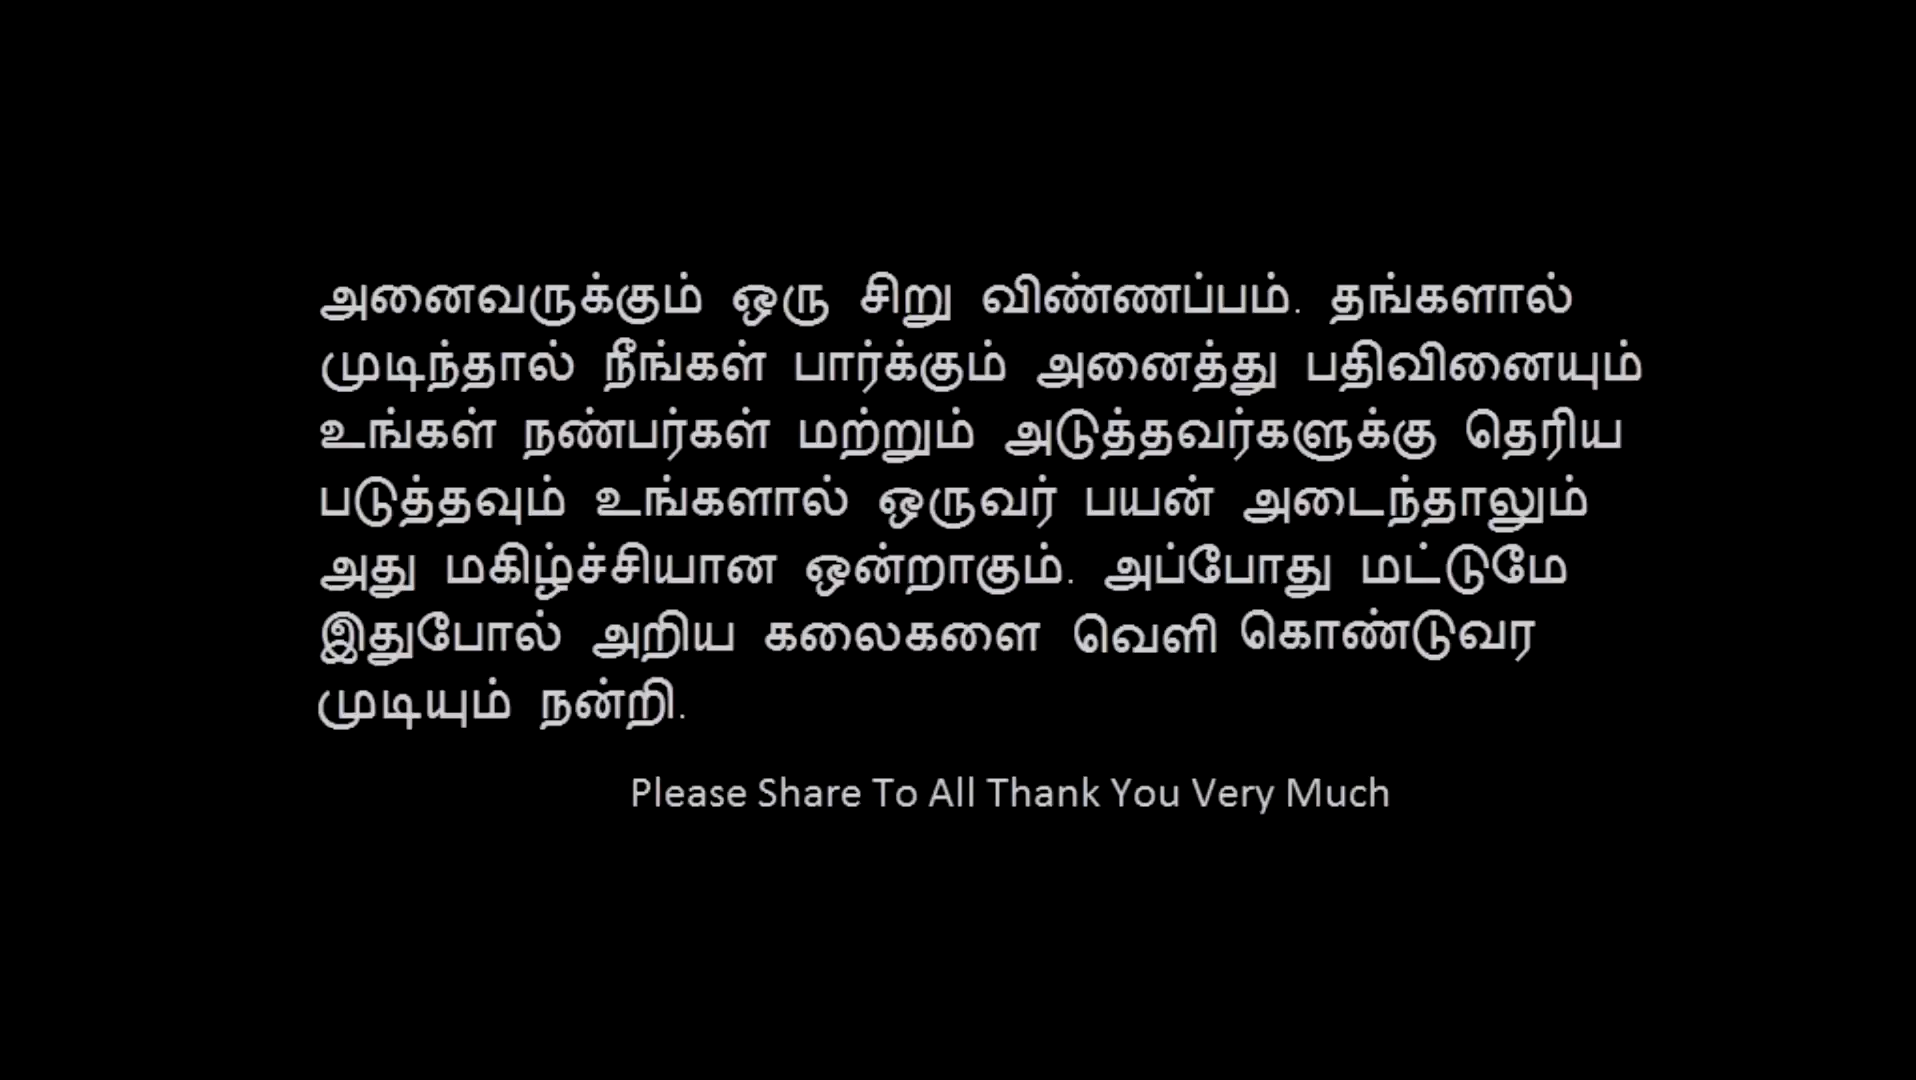 அனைவருக்கும் ஒரு சிறு விண்ணப்பம். தங்களால்
முடிந்தால் நீங்கள் பார்க்கும் அனைத்து பதிவினையும்
உங்கள் நண்பர்கள் மற்றும் அடுத்தவர்களுக்கு தெரிய
படுத்தவும் உங்களால் ஒருவர் பயன் அடைந்தாலும்
அது மகிழ்ச்சியான ஒன்றாகும். அப்போது மட்டுமே
இதுபோல் அறிய கலைகளை வெளி கொண்டுவர
முடியும் நன்றி.
Please Share To All Thank You Very Much